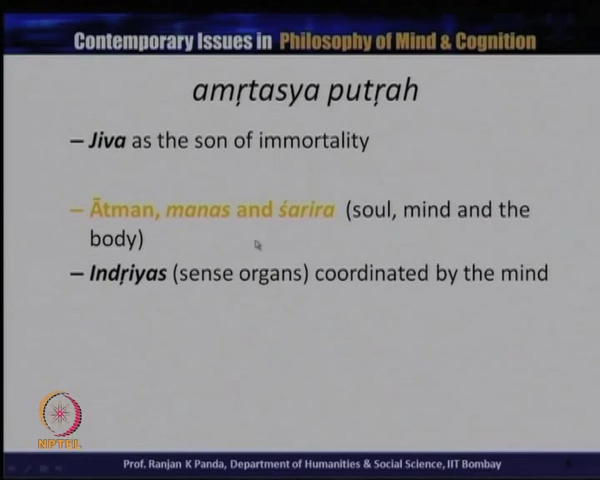 Contemporary Issues in Philosophy of Mind & Cognition
amṛtasya putṛah
– Jiva as the son of immortality
– Ātman, manas and śarira (soul, mind and the
body)
– Indṛiyas (sense organs) coordinated by the mind
NPTEL
Prof. Ranjan K Panda, Department of Humanities & Social Science, IIT Bombay